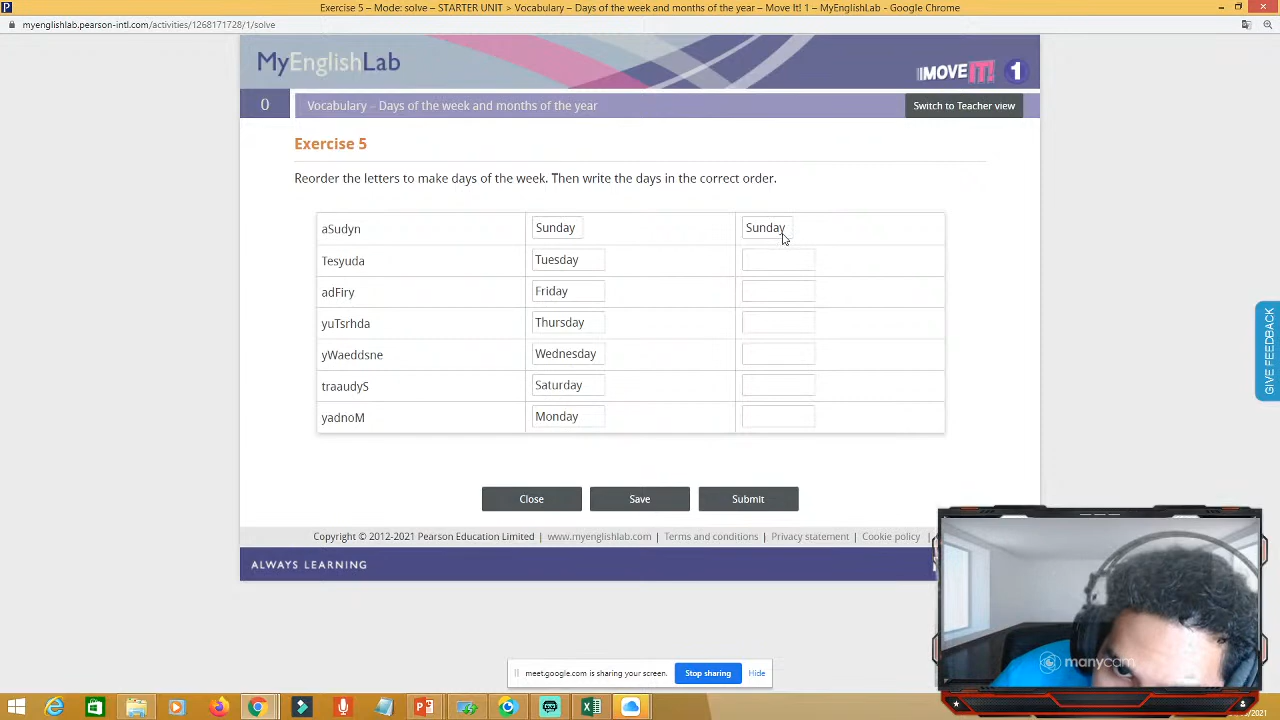 Exercise 5 – Mode: solve – STARTER UNIT > Vocabulary – Days of the week and months of the year – Move It! 1 – MyEnglishLab - Google Chrome
myenglishlab.pearson-intl.com/activities/1268171728/1/solve
MyEnglishLab
MOVE IT! 1
0 Vocabulary – Days of the week and months of the year Switch to Teacher view
Exercise 5
Reorder the letters to make days of the week. Then write the days in the correct order.
aSudyn Sunday Sunday
Tesyuda Tuesday
adFiry Friday
yuTsrhda Thursday
yWaeddsne Wednesday
traaudyS Saturday
yadnoM Monday
GIVE FEEDBACK
Close Save Submit
Copyright © 2012-2021 Pearson Education Limited | www.myenglishlab.com | Terms and conditions | Privacy statement | Cookie policy |
ALWAYS LEARNING
manycam
meet.google.com is sharing your screen. Stop sharing Hide